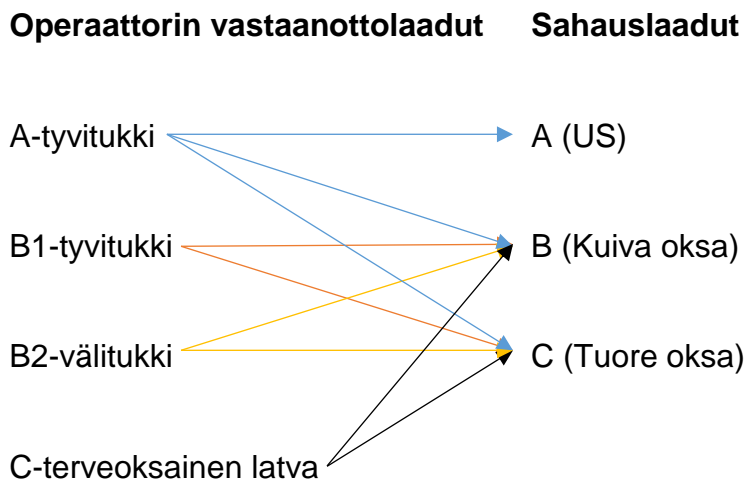 Operaattorin vastaanottolaadut Sahauslaadut
A-tyvitukki A (US)
B1-tyvitukki B (Kuiva oksa)
B2-välitukki C (Tuore oksa)
C-terveoksainen latva